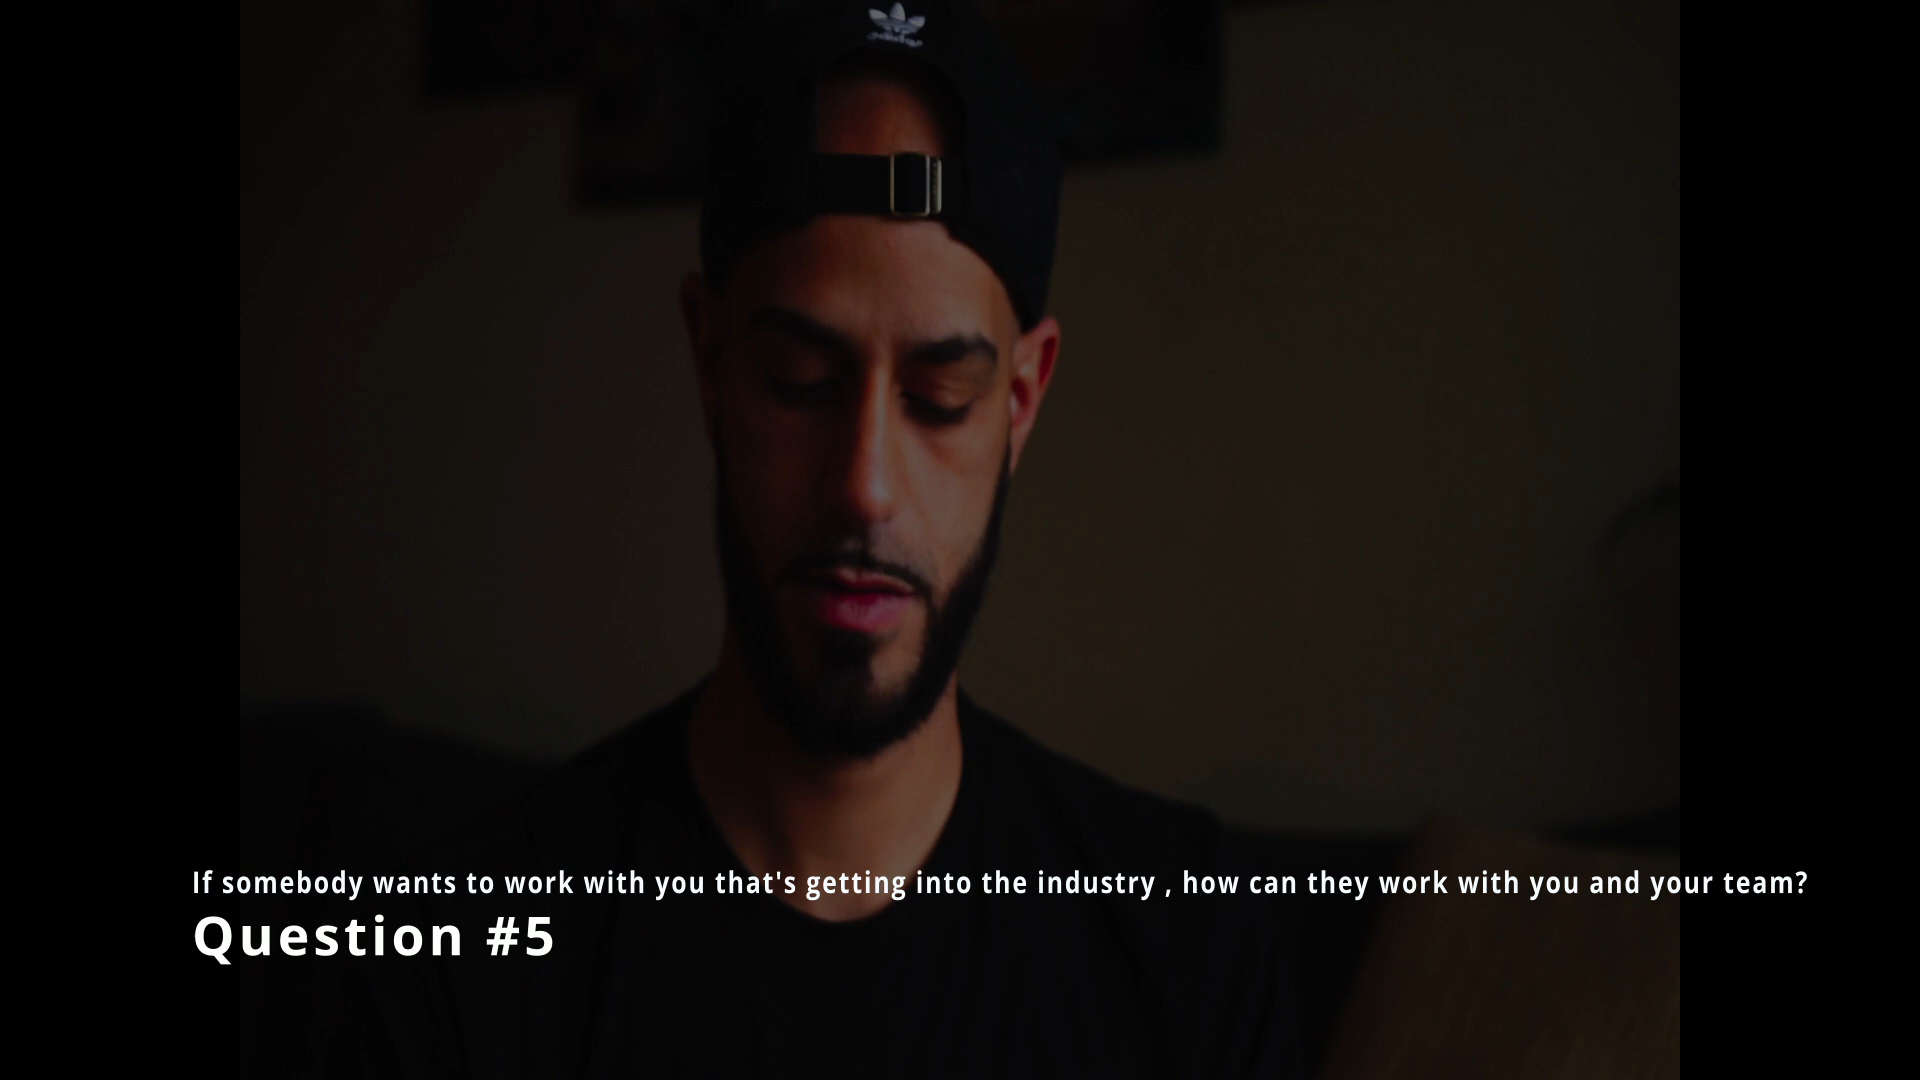 adidas
If somebody wants to work with you that's getting into the industry , how can they work with you and your team?
Question #5